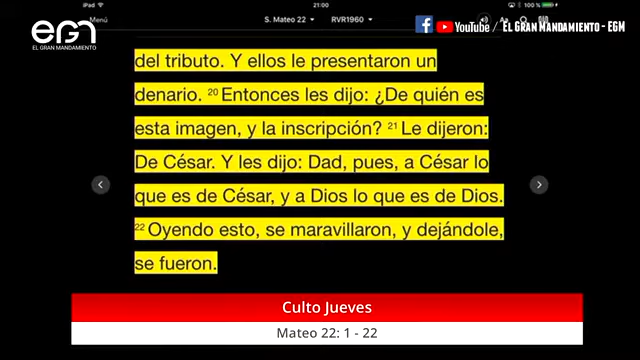 iPad
21:00
100 %
Menú
S. Mateo 22
RVR1960
EGM
EL GRAN MANDAMIENTO
YouTube / EL GRAN MANDAMIENTO - EGM
del tributo. Y ellos le presentaron un
denario. 20 Entonces les dijo: ¿De quién es
esta imagen, y la inscripción? 21 Le dijeron:
De César. Y les dijo: Dad, pues, a César lo
que es de César, y a Dios lo que es de Dios.
22 Oyendo esto, se maravillaron, y dejándole,
se fueron.
Culto Jueves
Mateo 22: 1 - 22